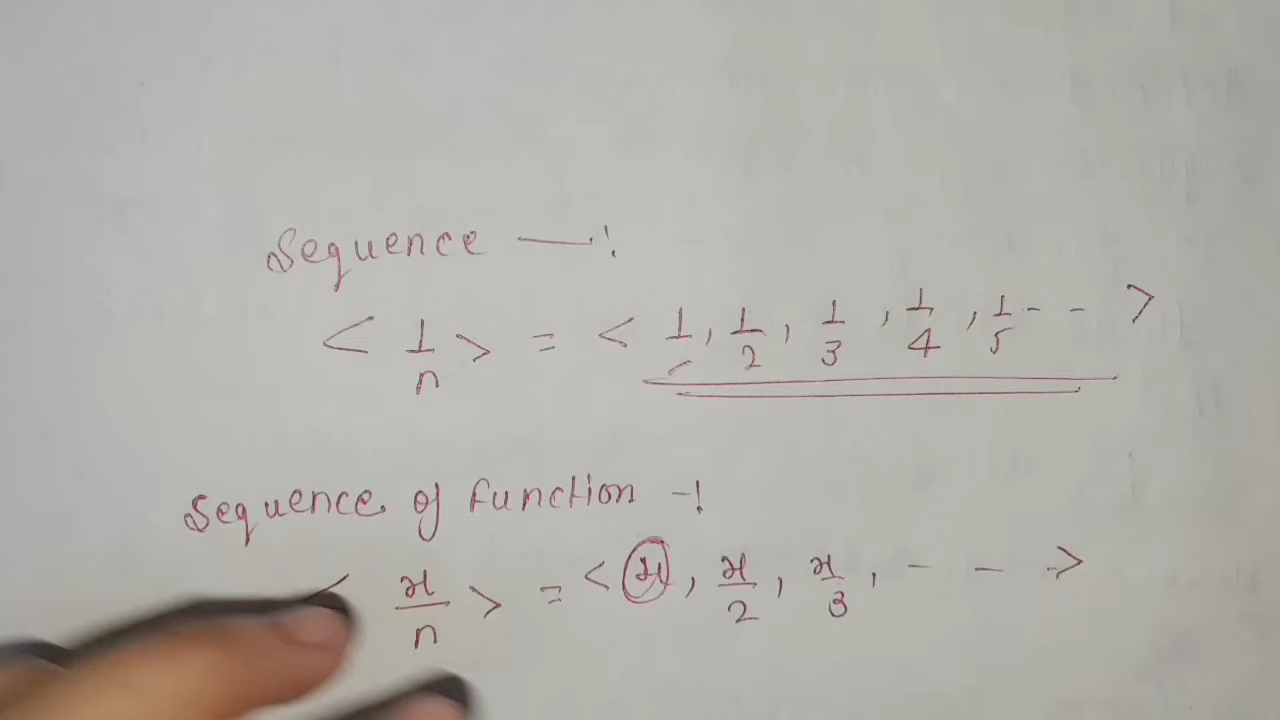 Sequence —:
< 1/n > = < 1, 1/2, 1/3, 1/4, 1/5 - - >
Sequence of function -:
< x/n > = < x, x/2, x/3, - - - >